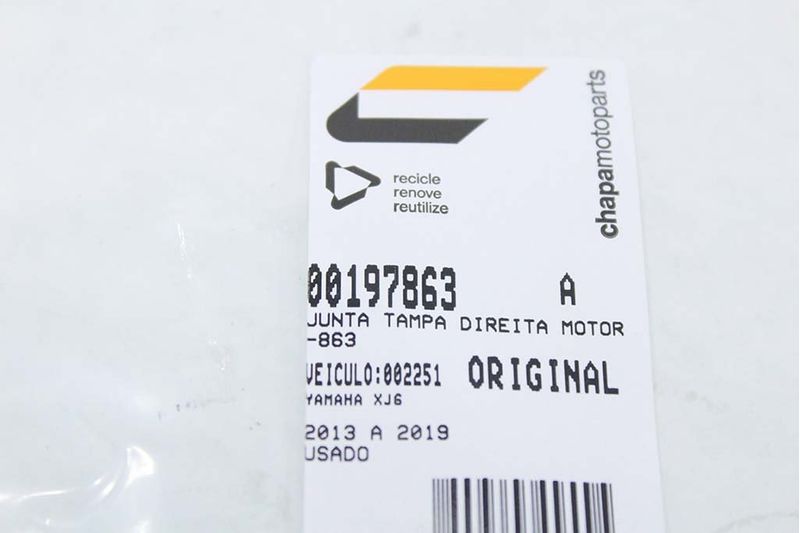 chapamotoparts
recicle
renove
reutilize
00197863 A
JUNTA TAMPA DIREITA MOTOR
-863
VEICULO:002251 ORIGINAL
YAMAHA XJ6
2013 A 2019
USADO